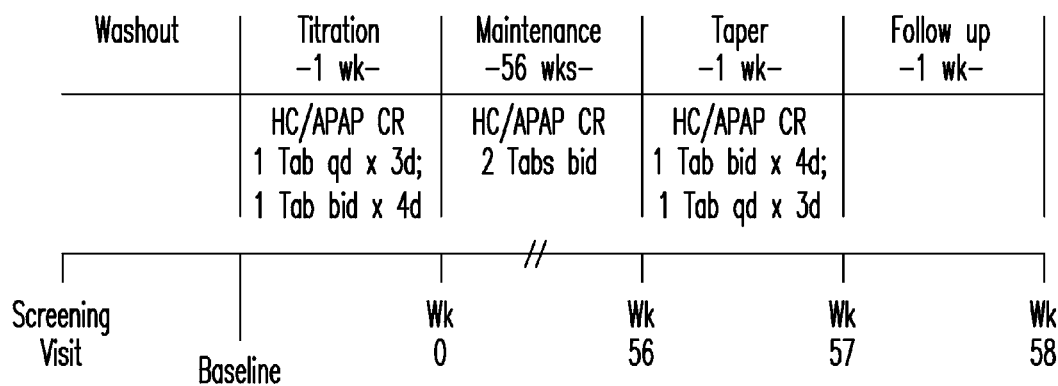 Washout
Titration
–1 wk–
Maintenance
–56 wks–
Taper
–1 wk–
Follow up
–1 wk–
HC/APAP CR
1 Tab qd x 3d;
1 Tab bid x 4d
HC/APAP CR
2 Tabs bid
HC/APAP CR
1 Tab bid x 4d;
1 Tab qd x 3d
Screening
Visit
Baseline
Wk
0
Wk
56
Wk
57
Wk
58